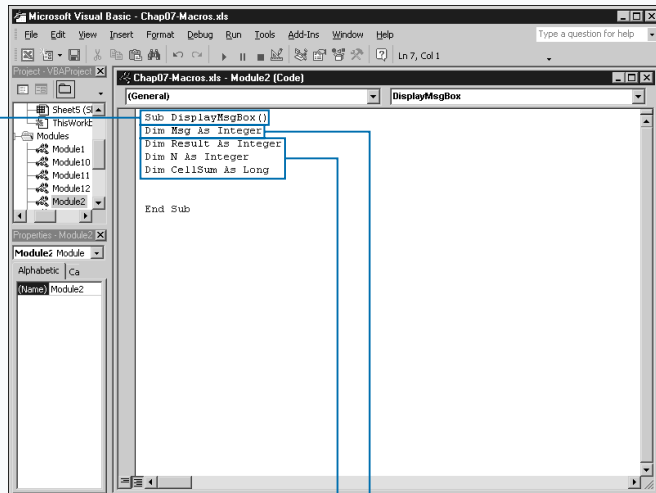 Microsoft Visual Basic - Chap07-Macros.xls
File Edit View Insert Format Debug Run Tools Add-Ins Window Help
Type a question for help
Ln 7, Col 1
Project - VBAProject
Sheet5 (Sl
ThisWorkb
Modules
Module1
Module10
Module11
Module12
Module2
Properties - Module2
Module2 Module
Alphabetic Ca
(Name) Module2
Chap07-Macros.xls - Module2 (Code)
(General) DisplayMsgBox
Sub DisplayMsgBox()
Dim Msg As Integer
Dim Result As Integer
Dim N As Integer
Dim CellSum As Long
End Sub